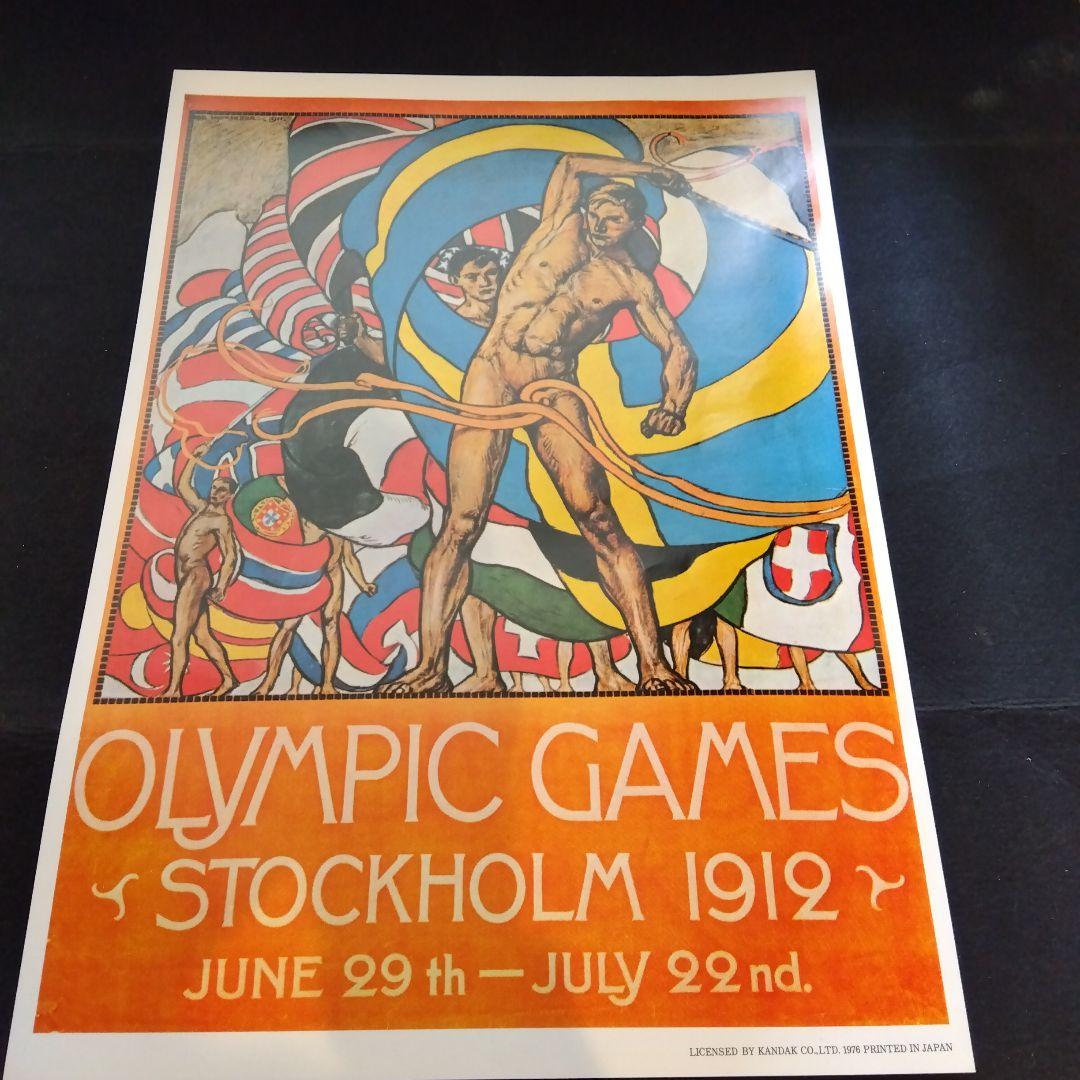 OLYMPIC GAMES
STOCKHOLM 1912
JUNE 29 th — JULY 22 nd.
LICENSED BY KANDAK CO.,LTD. 1976 PRINTED IN JAPAN